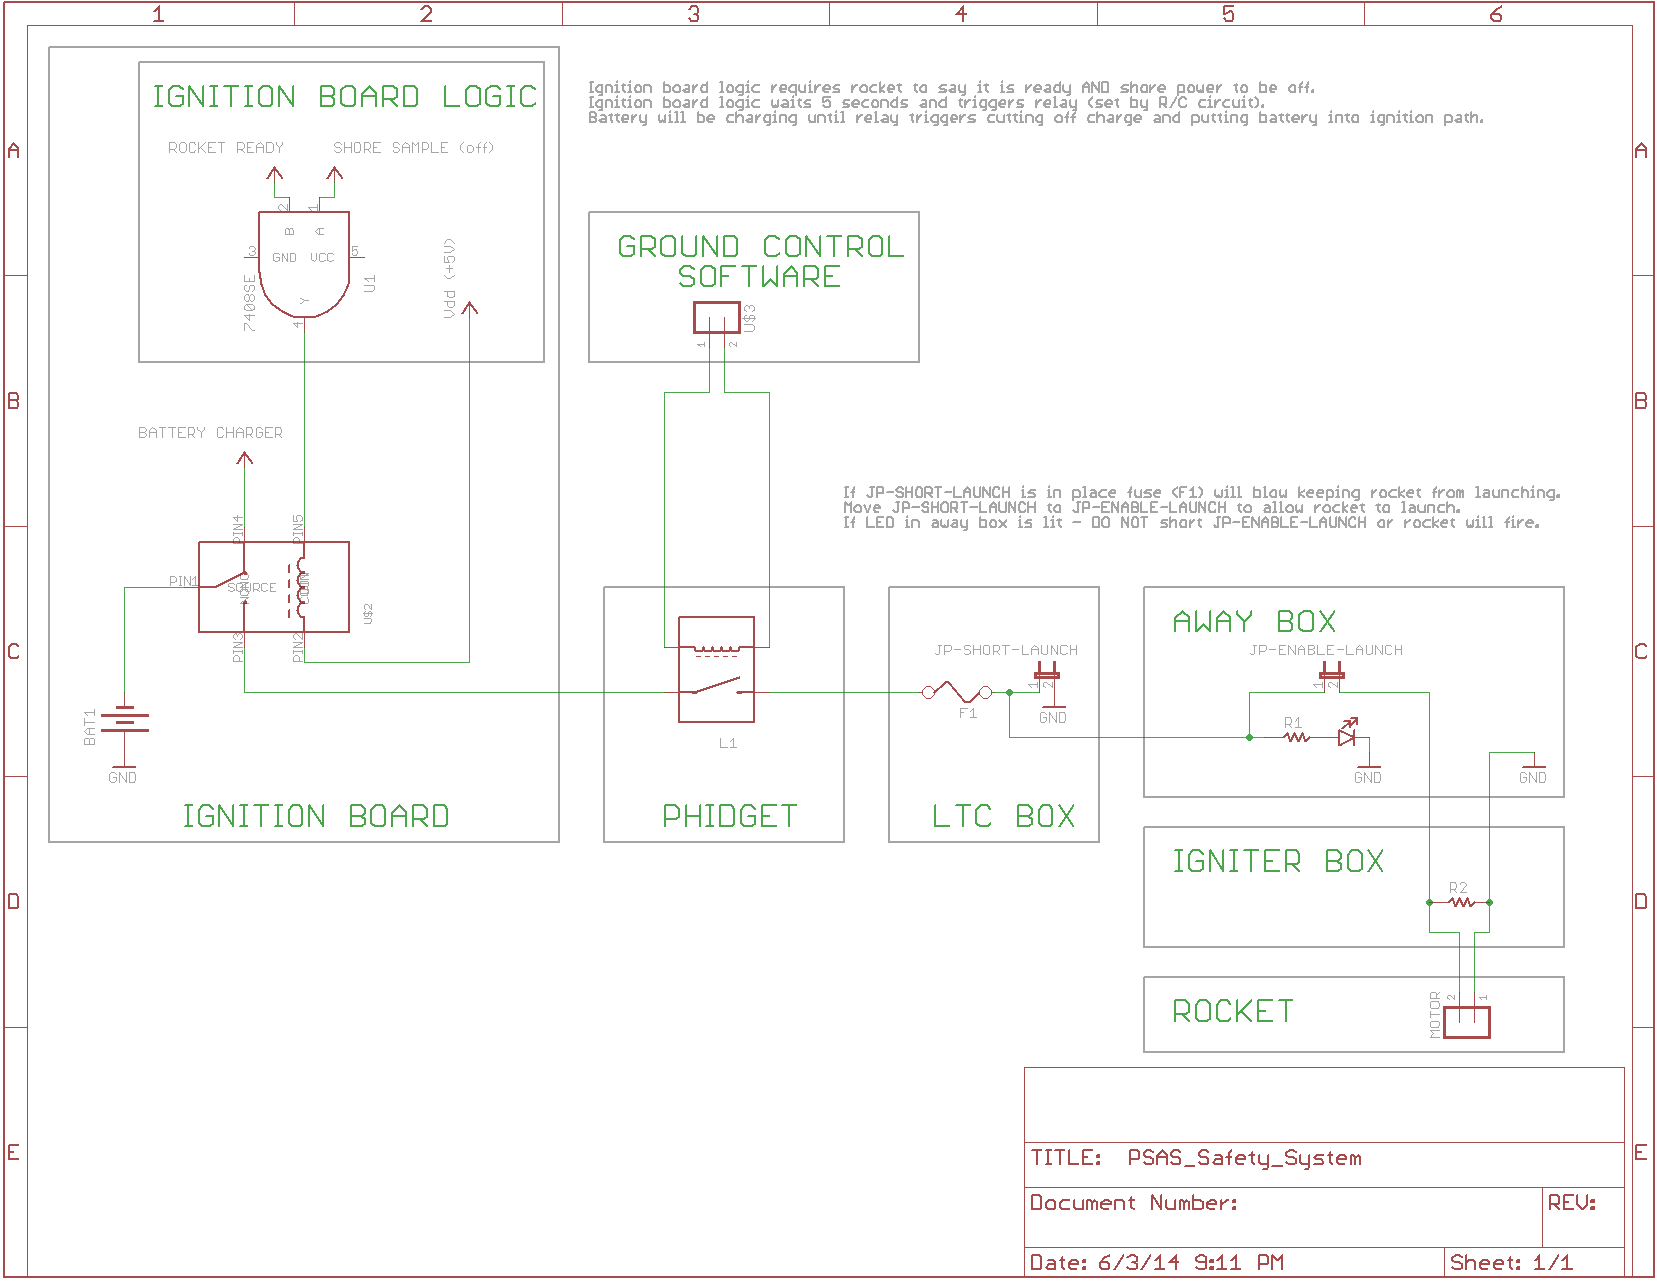 1 2 3 4 5 6
A A
B B
C C
D D
E E
IGNITION BOARD LOGIC
ROCKET READY
SHORE SAMPLE (off)
2
1
B A
3
GND VCC
5
7408SE
U1
Y
4
Vdd (+5V)
Ignition board logic requires rocket to say it is ready AND shore power to be off.
Ignition board logic waits 5 seconds and triggers relay (set by R/C circuit).
Battery will be charging until relay triggers cutting off charge and putting battery into ignition path.
GROUND CONTROL
SOFTWARE
U$3
1 2
BATTERY CHARGER
PIN4
PIN5
PIN1
SOURCE
U$2
PIN3
PIN2
BAT1
GND
IGNITION BOARD
If JP-SHORT-LAUNCH is in place fuse (F1) will blow keeping rocket from launching.
Move JP-SHORT-LAUNCH to JP-ENABLE-LAUNCH to allow rocket to launch.
If LED in away box is lit - DO NOT short JP-ENABLE-LAUNCH or rocket will fire.
L1
PHIDGET
JP-SHORT-LAUNCH
1 2
F1
GND
LTC BOX
AWAY BOX
JP-ENABLE-LAUNCH
1 2
R1
GND
GND
IGNITER BOX
R2
ROCKET
MOTOR
2 1
TITLE: PSAS_Safety_System
Document Number:
REV:
Date: 6/3/14 9:11 PM
Sheet: 1/1